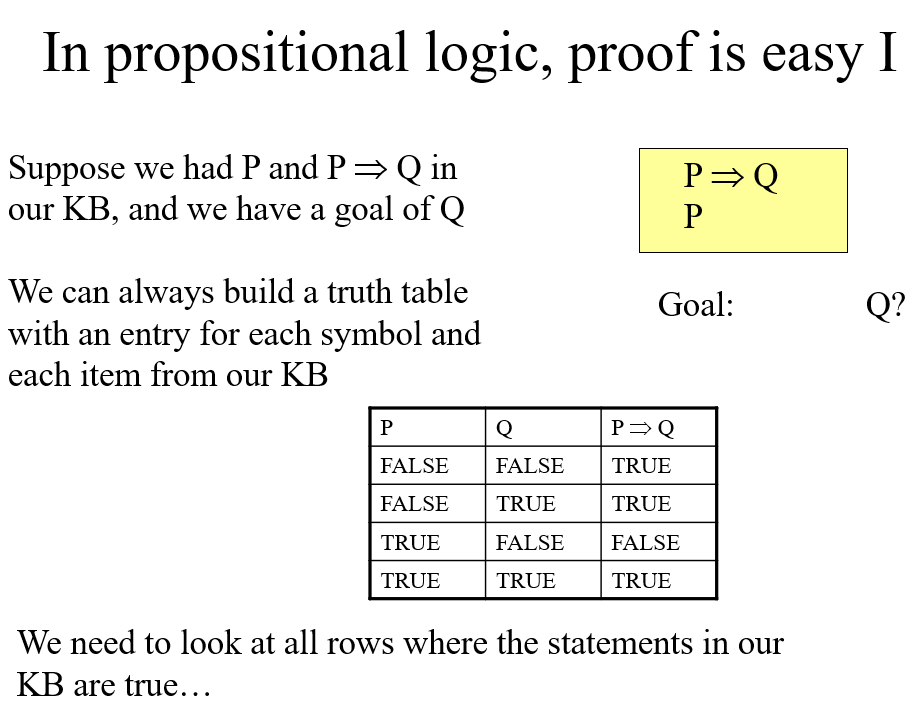 In propositional logic, proof is easy I
Suppose we had P and P ⇒ Q in
our KB, and we have a goal of Q
P ⇒ Q
P
We can always build a truth table
with an entry for each symbol and
each item from our KB
Goal: Q?
P Q P ⇒ Q
FALSE FALSE TRUE
FALSE TRUE TRUE
TRUE FALSE FALSE
TRUE TRUE TRUE
We need to look at all rows where the statements in our
KB are true…